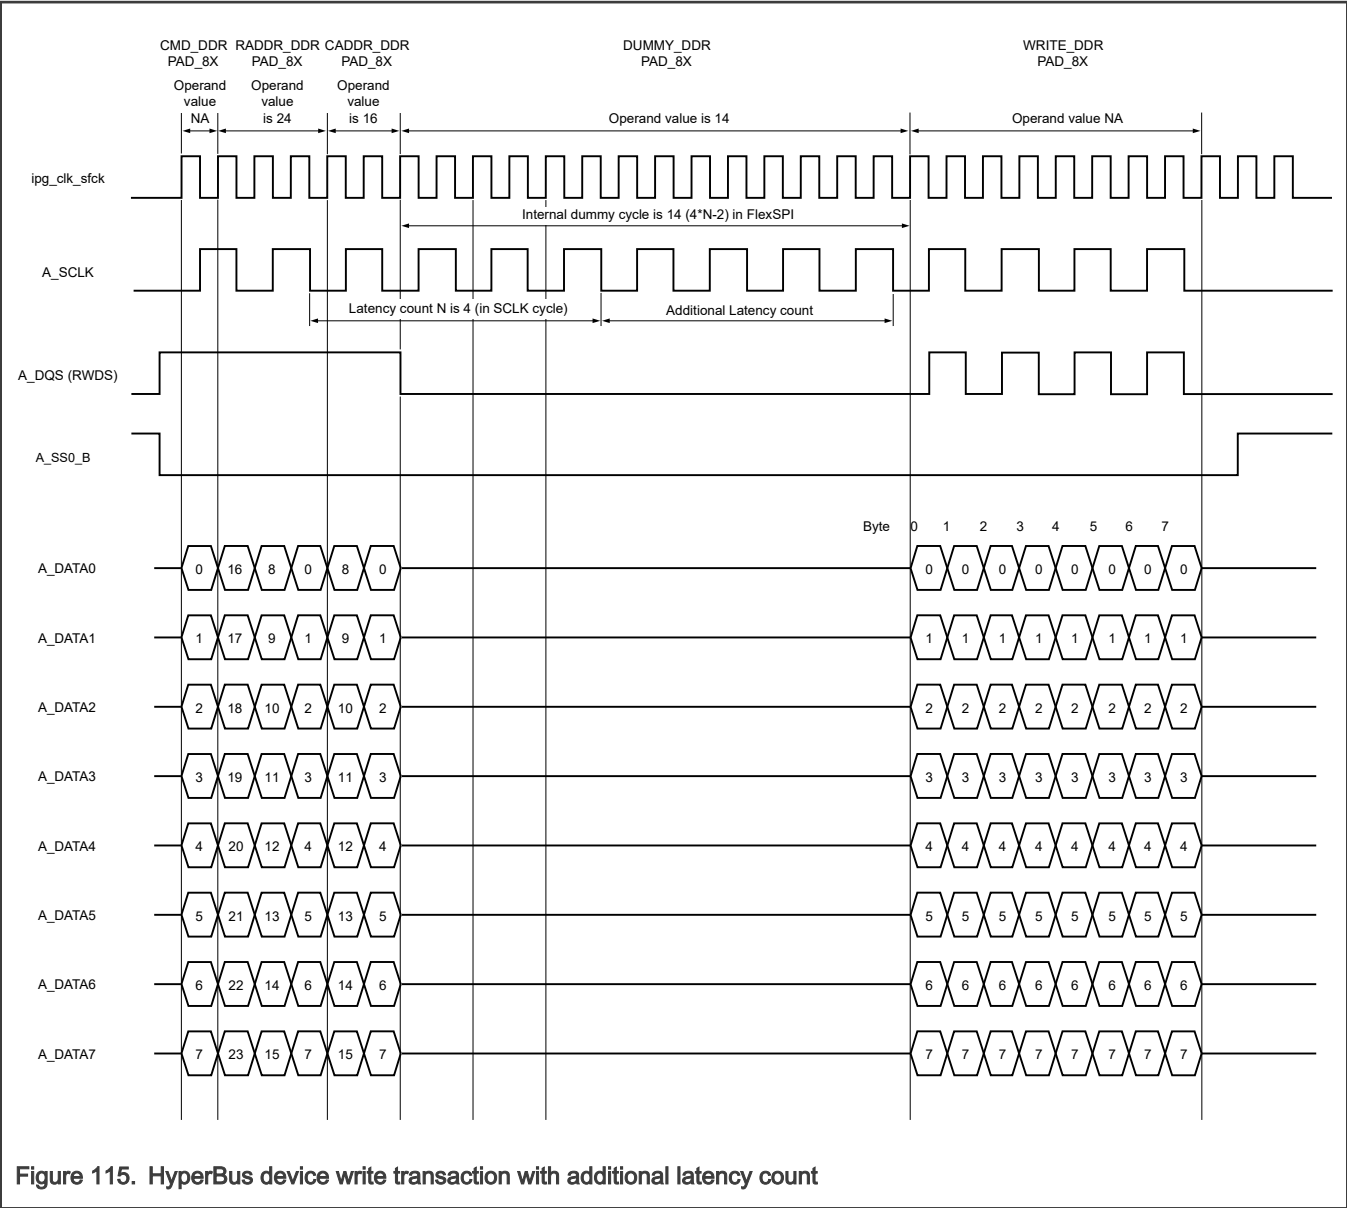 CMD_DDR RADDR_DDR CADDR_DDR DUMMY_DDR WRITE_DDR
PAD_8X PAD_8X PAD_8X PAD_8X PAD_8X
Operand Operand Operand
value value value
NA is 24 is 16 Operand value is 14 Operand value NA
ipg_clk_sfck
Internal dummy cycle is 14 (4*N-2) in FlexSPI
A_SCLK
Latency count N is 4 (in SCLK cycle) Additional Latency count
A_DQS (RWDS)
A_SS0_B
Byte 0 1 2 3 4 5 6 7
A_DATA0 0 16 8 0 8 0 0 0 0 0 0 0 0 0
A_DATA1 1 17 9 1 9 1 1 1 1 1 1 1 1 1
A_DATA2 2 18 10 2 10 2 2 2 2 2 2 2 2 2
A_DATA3 3 19 11 3 11 3 3 3 3 3 3 3 3 3
A_DATA4 4 20 12 4 12 4 4 4 4 4 4 4 4 4
A_DATA5 5 21 13 5 13 5 5 5 5 5 5 5 5 5
A_DATA6 6 22 14 6 14 6 6 6 6 6 6 6 6 6
A_DATA7 7 23 15 7 15 7 7 7 7 7 7 7 7 7
Figure 115. HyperBus device write transaction with additional latency count